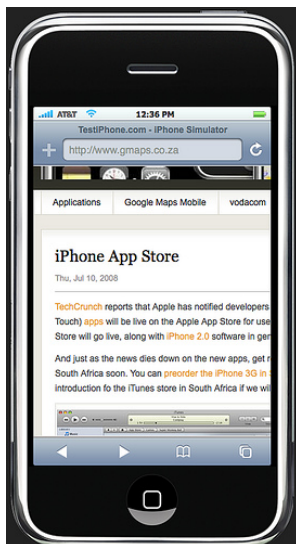 AT&T 12:36 PM
TestiPhone.com - iPhone Simulator
http://www.gmaps.co.za
Applications Google Maps Mobile vodacom
iPhone App Store
Thu, Jul 10, 2008
TechCrunch reports that Apple has notified developers
Touch) apps will be live on the Apple App Store for use
Store will go live, along with iPhone 2.0 software in ger
And just as the news dies down on the new apps, get r
South Africa soon. You can preorder the iPhone 3G in
introduction fo the iTunes store in South Africa if we will